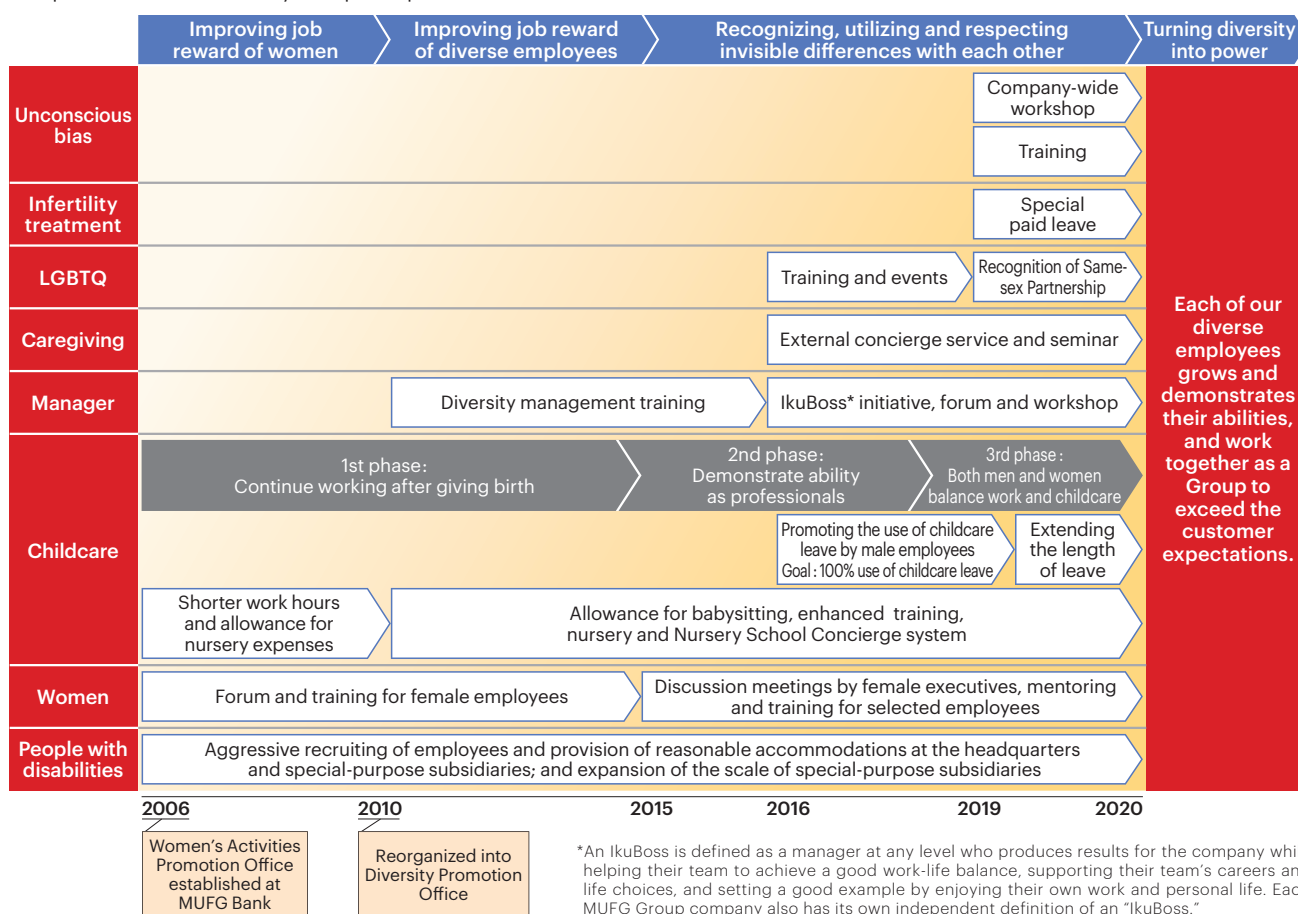 Improving job
reward of women
Improving job reward
of diverse employees
Recognizing, utilizing and respecting
invisible differences with each other
Turning diversity
into power
Unconscious
bias
Company-wide
workshop
Training
Infertility
treatment
Special
paid leave
LGBTQ
Training and events
Recognition of Same-
sex Partnership
Caregiving
External concierge service and seminar
Manager
Diversity management training
IkuBoss* initiative, forum and workshop
Childcare
1st phase:
Continue working after giving birth
2nd phase:
Demonstrate ability
as professionals
3rd phase:
Both men and women
balance work and childcare
Promoting the use of childcare
leave by male employees
Goal: 100% use of childcare leave
Extending
the length
of leave
Shorter work hours
and allowance for
nursery expenses
Allowance for babysitting, enhanced training,
nursery and Nursery School Concierge system
Women
Forum and training for female employees
Discussion meetings by female executives, mentoring
and training for selected employees
People with
disabilities
Aggressive recruiting of employees and provision of reasonable accommodations at the headquarters
and special-purpose subsidiaries; and expansion of the scale of special-purpose subsidiaries
Each of our
diverse
employees
grows and
demonstrates
their abilities,
and work
together as a
Group to
exceed the
customer
expectations.
2006
2010
2015
2016
2019
2020
Women's Activities
Promotion Office
established at
MUFG Bank
Reorganized into
Diversity Promotion
Office
*An IkuBoss is defined as a manager at any level who produces results for the company
helping their team to achieve a good work-life balance, supporting their team's careers
life choices, and setting a good example by enjoying their own work and personal life.
MUFG Group company also has its own independent definition of an "IkuBoss."